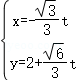 x=-√3/3 t
y=2+√6/3 t